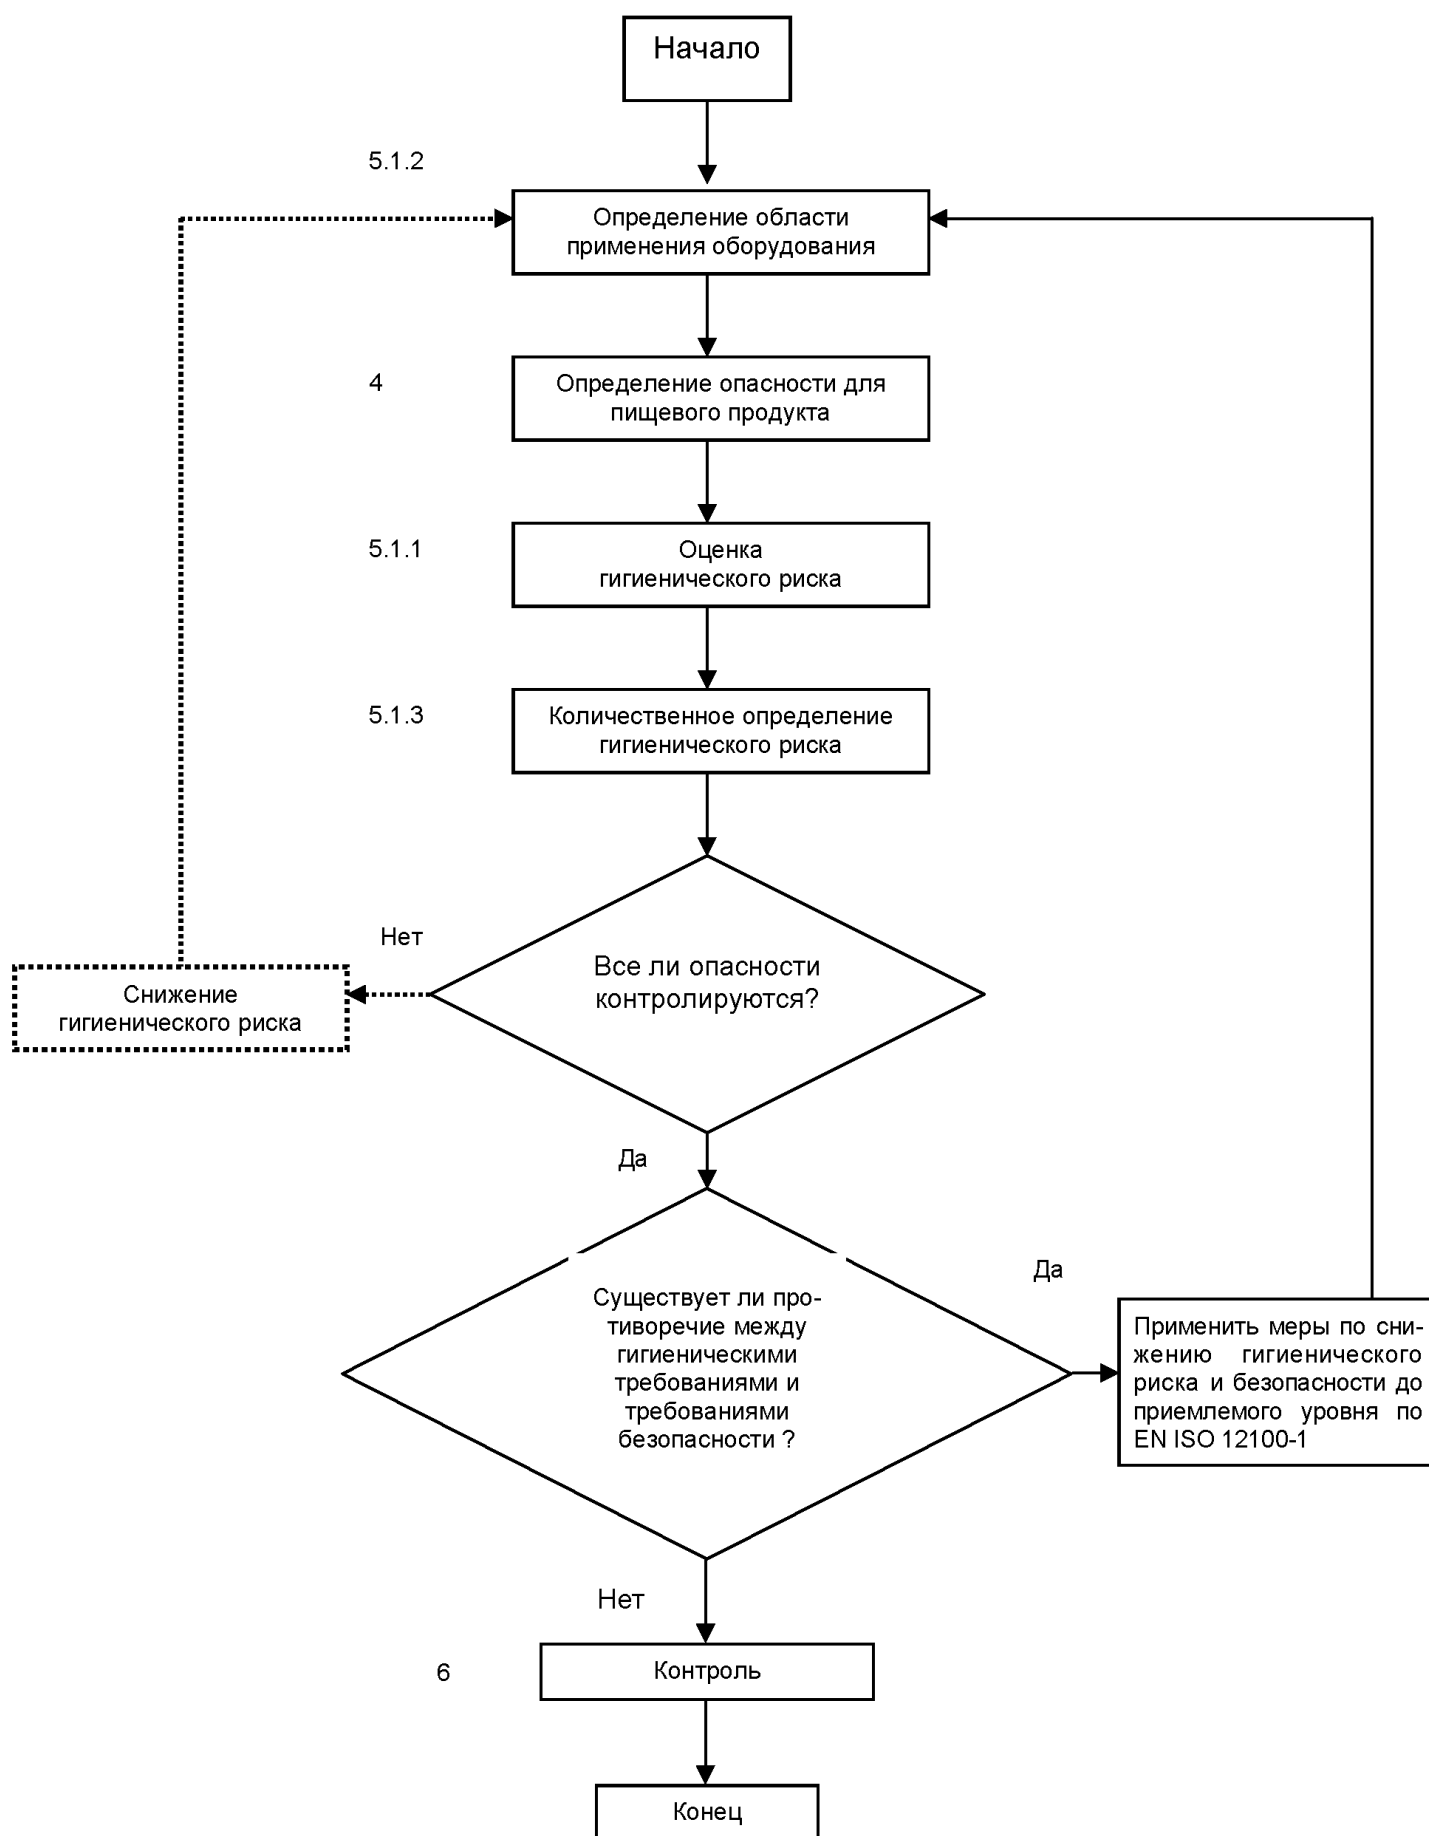 Начало
5.1.2
Определение области
применения оборудования
4
Определение опасности для
пищевого продукта
5.1.1
Оценка
гигиенического риска
5.1.3
Количественное определение
гигиенического риска
Нет
Все ли опасности
контролируются?
Снижение
гигиенического риска
Да
Да
Существует ли про-
тиворечие между
гигиеническими
требованиями и
требованиями
безопасности ?
Применить меры по сни-
жению гигиенического
риска и безопасности до
приемлемого уровня по
EN ISO 12100-1
Нет
6
Контроль
Конец